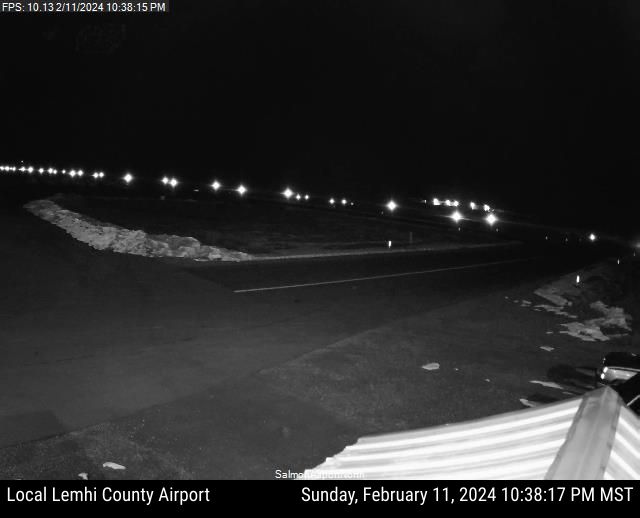 FPS: 10.13 2/11/2024 10:38:15 PM
Local Lemhi County Airport
Sunday, February 11, 2024 10:38:17 PM MST